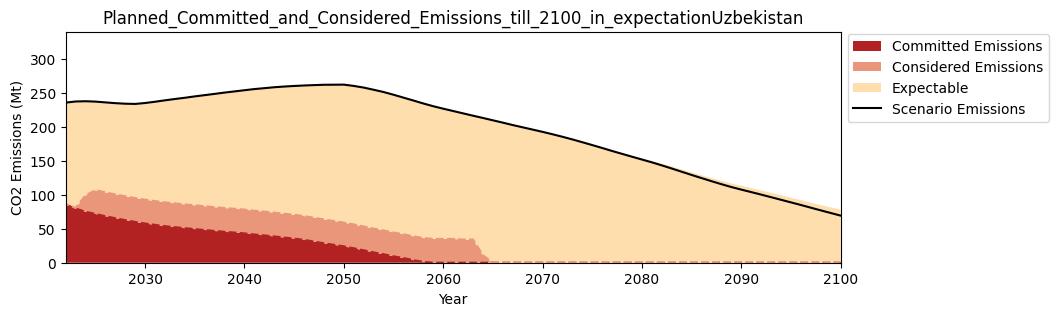 Planned_Committed_and_Considered_Emissions_till_2100_in_expectationUzbekistan
CO2 Emissions (Mt)
300
250
200
150
100
50
0
2030 2040 2050 2060 2070 2080 2090 2100
Year
Committed Emissions
Considered Emissions
Expectable
Scenario Emissions